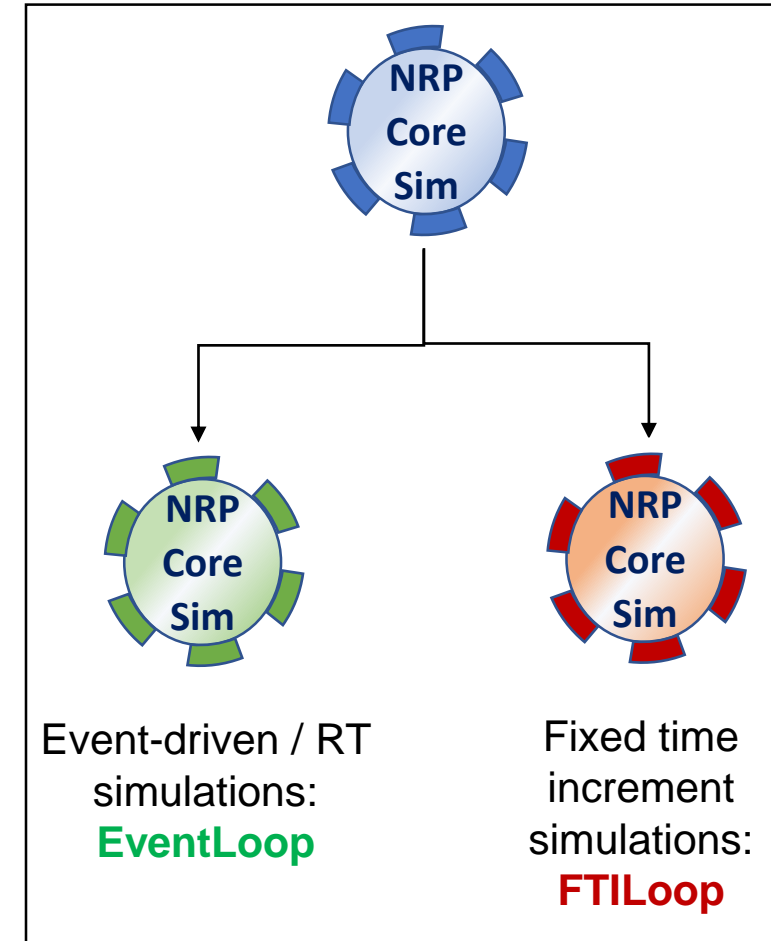 NRP
Core
Sim
NRP
Core
Sim
NRP
Core
Sim
Event-driven / RT
simulations:
EventLoop
Fixed time
increment
simulations:
FTILoop